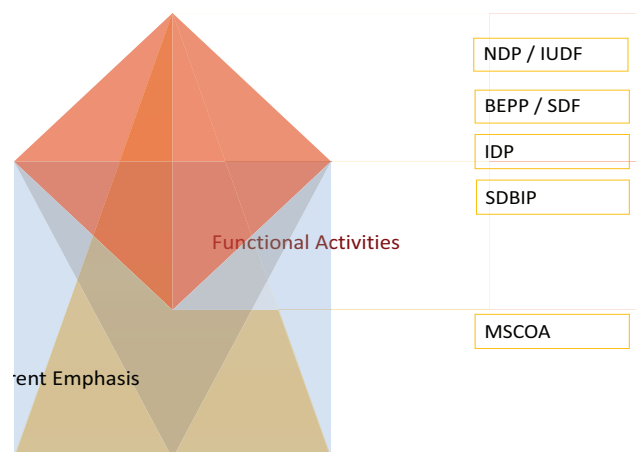 NDP / IUDF
BEPP / SDF
IDP
SDBIP
Functional Activities
MSCOA
rent Emphasis